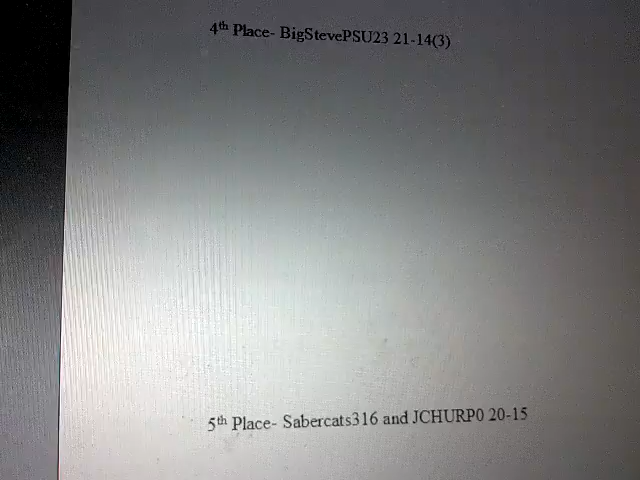 4th Place- BigStevePSU23 21-14(3)
5th Place- Sabercats316 and JCHURP0 20-15